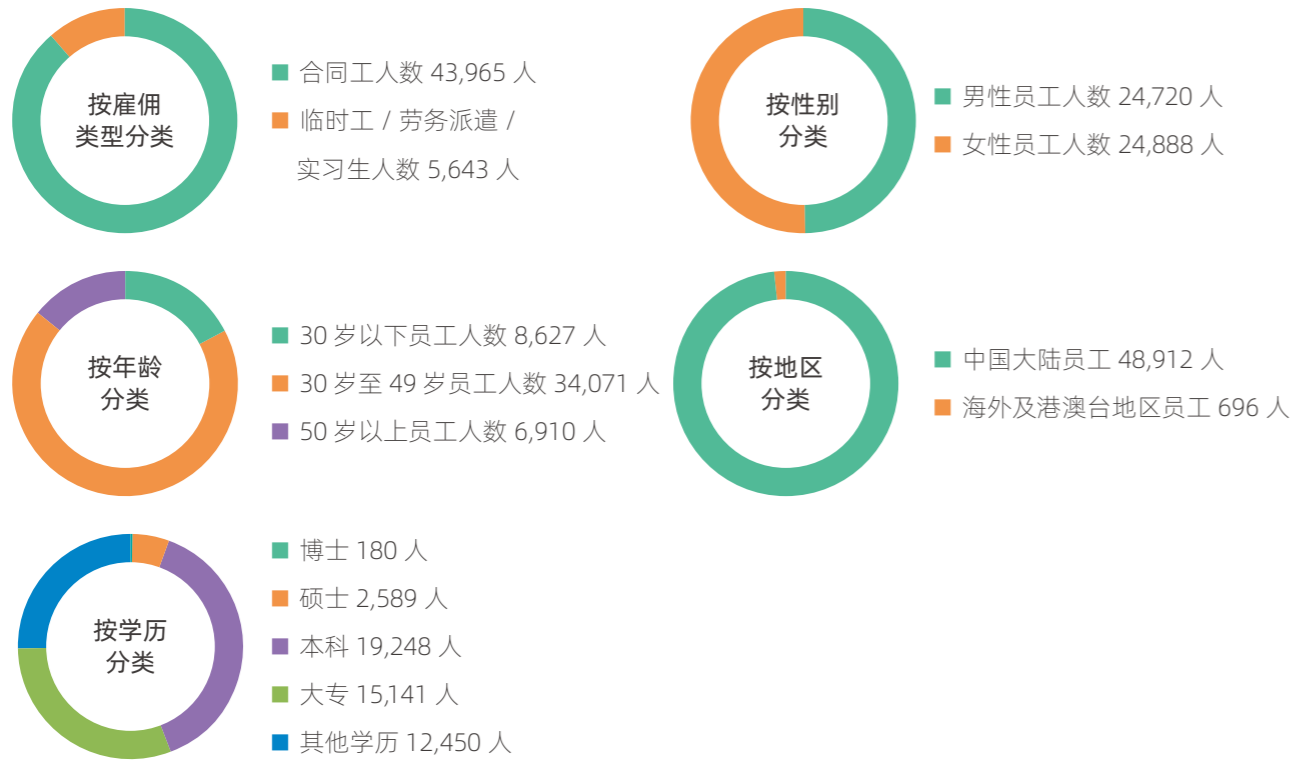 按雇佣
类型分类
合同工人数 43,965 人
临时工 / 劳务派遣 /
实习生人数 5,643 人
按性别
分类
男性员工人数 24,720 人
女性员工人数 24,888 人
按年龄
分类
30 岁以下员工人数 8,627 人
30 岁至 49 岁员工人数 34,071 人
50 岁以上员工人数 6,910 人
按地区
分类
中国大陆员工 48,912 人
海外及港澳台地区员工 696 人
按学历
分类
博士 180 人
硕士 2,589 人
本科 19,248 人
大专 15,141 人
其他学历 12,450 人